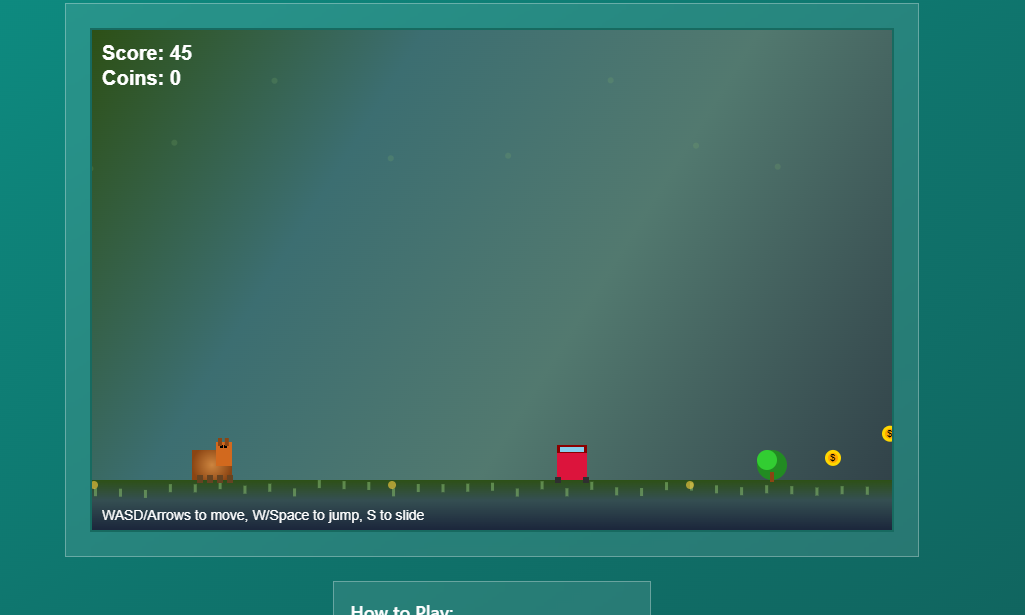 Score: 45
Coins: 0
$
$
WASD/Arrows to move, W/Space to jump, S to slide
How to Play: